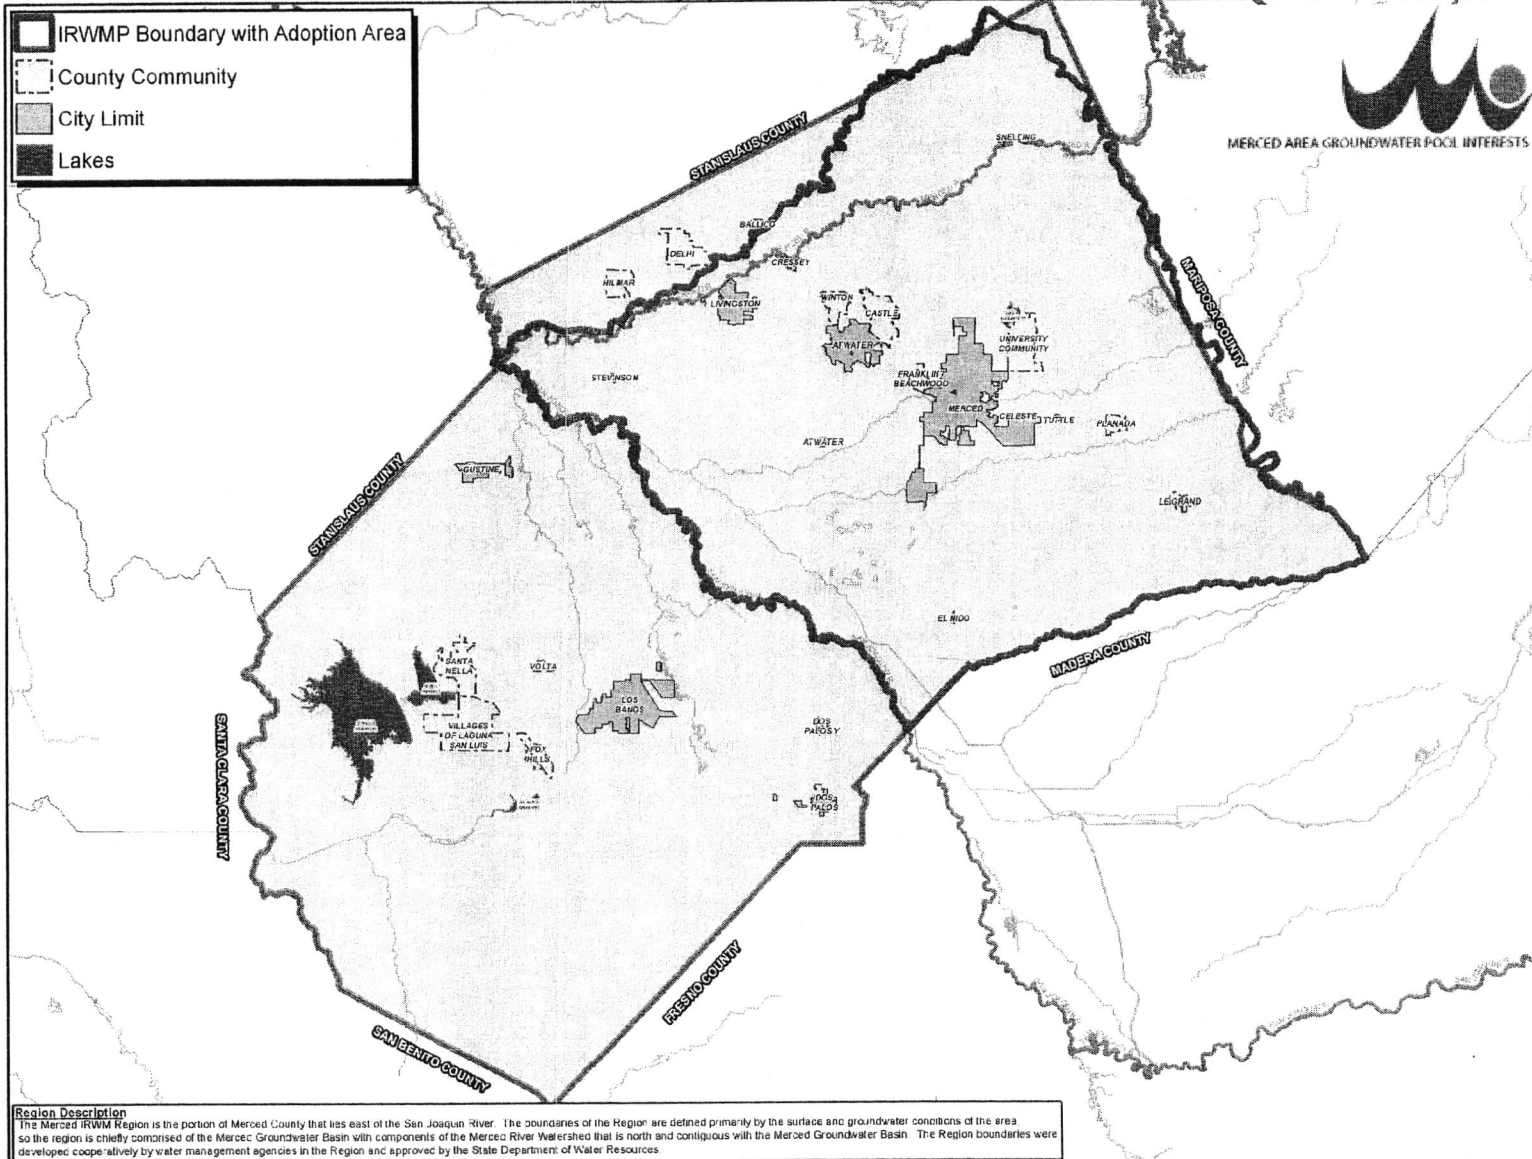 IRWMP Boundary with Adoption Area
County Community
City Limit
Lakes
MERCED AREA GROUNDWATER POOL INTERESTS
STANISLAUS COUNTY
SNELLING
BALLICO
DELHI
CRESSEY
HILMAR
LIVINGSTON
WINTON
CASTLE
ATWATER
UNIVERSITY
COMMUNITY
MARIPOSA COUNTY
STEVINSON
FRANKLIN /
BEACHWOOD
MERCED
CELESTE
TUTTLE
PLANADA
ATWATER
GUSTINE
STANISLAUS COUNTY
LE GRAND
EL NIDO
MADERA COUNTY
SANTA
NELLA
VOLTA
LOS
BANOS
VILLAGES
OF LAGUNA
SAN LUIS
FOX
HILLS
DOS
PALOS Y
DOS
PALOS
SANTA CLARA COUNTY
FRESNO COUNTY
SAN BENITO COUNTY
Region Description
The Merced IRWM Region is the portion of Merced County that lies east of the San Joaquin River. The boundaries of the Region are defined primarily by the surface and groundwater conditions of the area
so the region is chiefly comprised of the Merced Groundwater Basin with components of the Merced River Watershed that is north and contiguous with the Merced Groundwater Basin. The Region boundaries were
developed cooperatively by water management agencies in the Region and approved by the State Department of Water Resources.